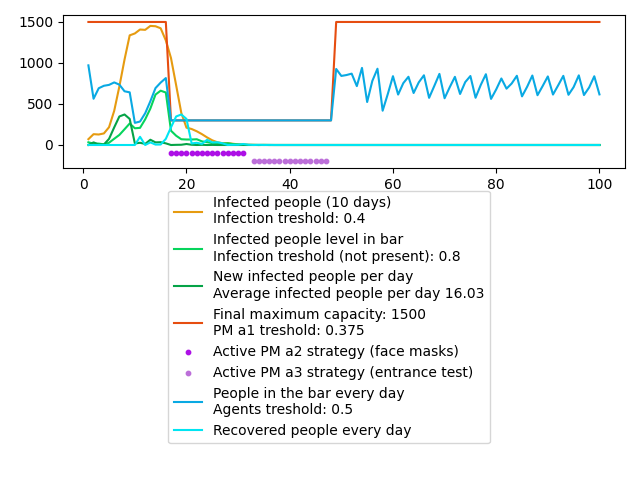 1500
1000
500
0
0
20
40
60
80
100
Infected people (10 days)
Infection treshold: 0.4
Infected people level in bar
Infection treshold (not present): 0.8
New infected people per day
Average infected people per day 16.03
Final maximum capacity: 1500
PM a1 treshold: 0.375
Active PM a2 strategy (face masks)
Active PM a3 strategy (entrance test)
People in the bar every day
Agents treshold: 0.5
Recovered people every day